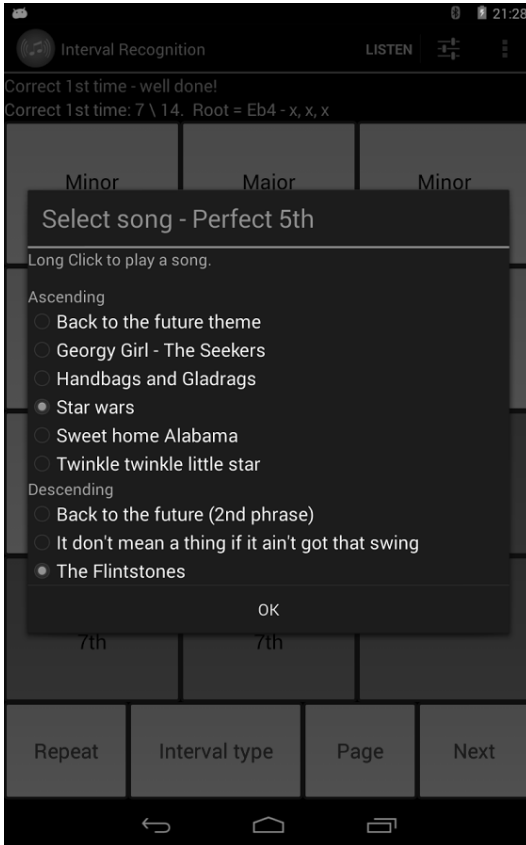 21:28
Interval Recognition LISTEN
Correct 1st time - well done!
Correct 1st time: 7 \ 14. Root = Eb4 - x, x, x
Minor Major Minor
Select song - Perfect 5th
Long Click to play a song.
Ascending
Back to the future theme
Georgy Girl - The Seekers
Handbags and Gladrags
Star wars
Sweet home Alabama
Twinkle twinkle little star
Descending
Back to the future (2nd phrase)
It don't mean a thing if it ain't got that swing
The Flintstones
OK
7th 7th
Repeat Interval type Page Next